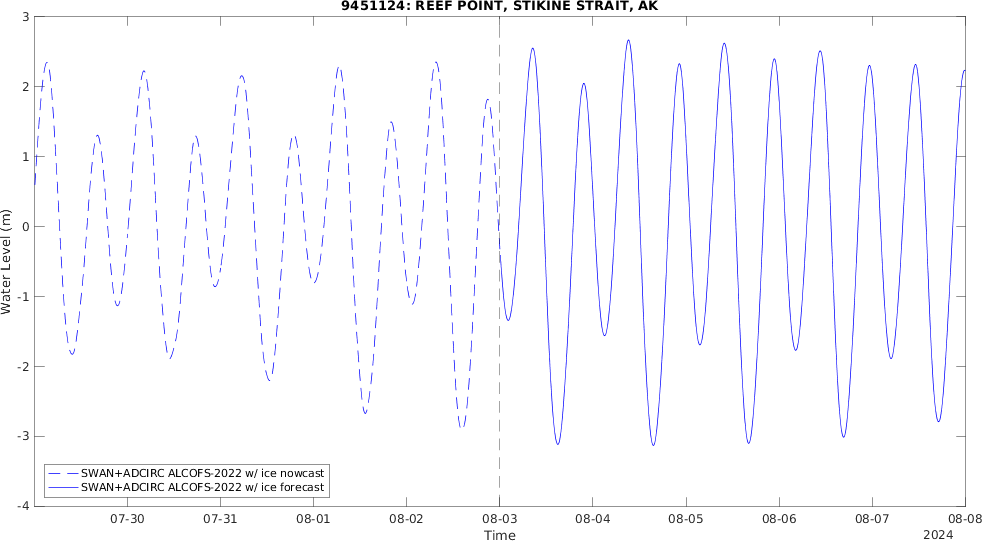 9451124: REEF POINT, STIKINE STRAIT, AK
3
2
1
0
-1
-2
-3
-4
Water Level (m)
SWAN+ADCIRC ALCOFS-2022 w/ ice nowcast
SWAN+ADCIRC ALCOFS-2022 w/ ice forecast
07-30 07-31 08-01 08-02 08-03 08-04 08-05 08-06 08-07 08-08
Time
2024